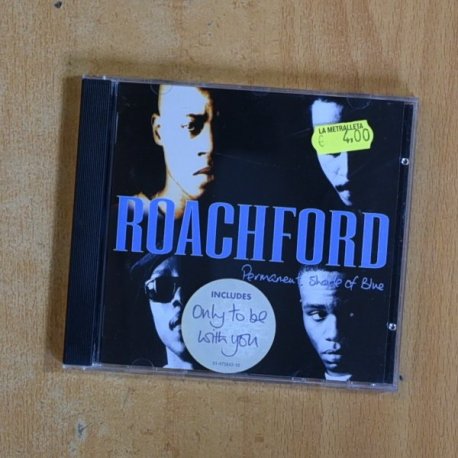 LA METRALLETA
€ 4,00
ROACHFORD
Permanent Shade of Blue
INCLUDES
Only to be
with you